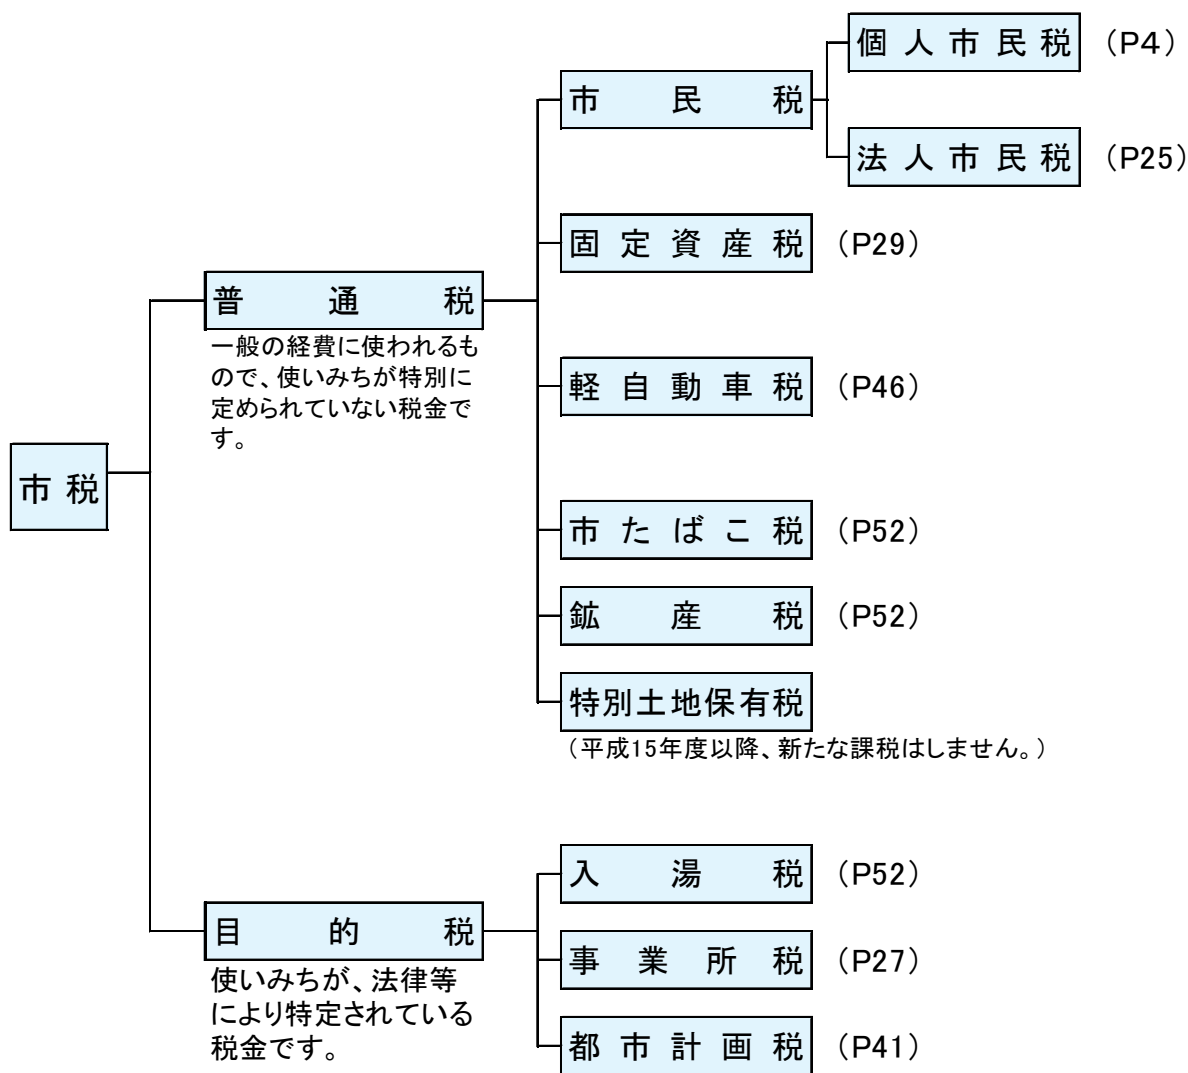 市税
普通税
一般の経費に使われるも
ので、使いみちが特別に
定められていない税金で
す。
市民税
個人市民税 （P4）
法人市民税 （P25）
固定資産税 （P29）
軽自動車税 （P46）
市たばこ税 （P52）
鉱産税 （P52）
特別土地保有税
（平成15年度以降、新たな課税はしません。）
目的税
使いみちが、法律等
により特定されている
税金です。
入湯税 （P52）
事業所税 （P27）
都市計画税 （P41）